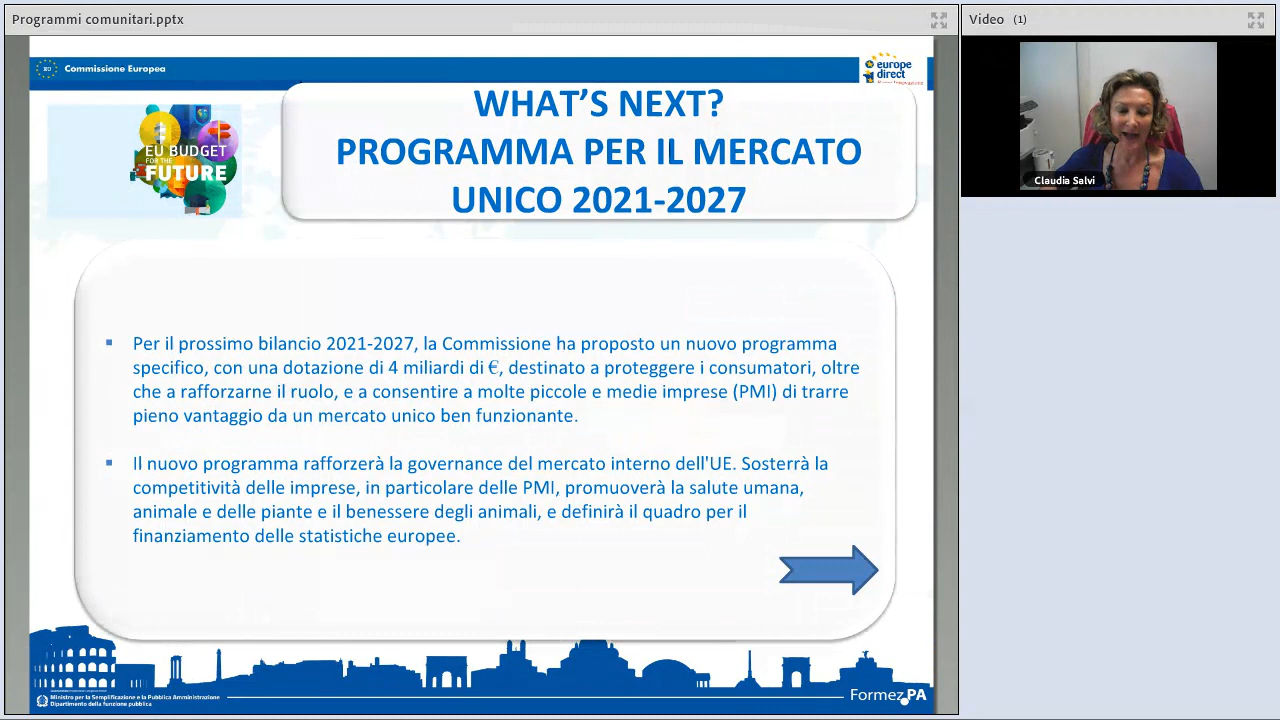 Programmi comunitari.pptx
Video (1)
Commissione Europea
europe
direct
WHAT’S NEXT?
PROGRAMMA PER IL MERCATO
UNICO 2021-2027
EU BUDGET
FOR THE
FUTURE
Claudia Salvi
Per il prossimo bilancio 2021-2027, la Commissione ha proposto un nuovo programma
specifico, con una dotazione di 4 miliardi di €, destinato a proteggere i consumatori, oltre
che a rafforzarne il ruolo, e a consentire a molte piccole e medie imprese (PMI) di trarre
pieno vantaggio da un mercato unico ben funzionante.
Il nuovo programma rafforzerà la governance del mercato interno dell'UE. Sosterrà la
competitività delle imprese, in particolare delle PMI, promuoverà la salute umana,
animale e delle piante e il benessere degli animali, e definirà il quadro per il
finanziamento delle statistiche europee.
Ministro per la Semplificazione e la Pubblica Amministrazione
Dipartimento della funzione pubblica
Formez PA